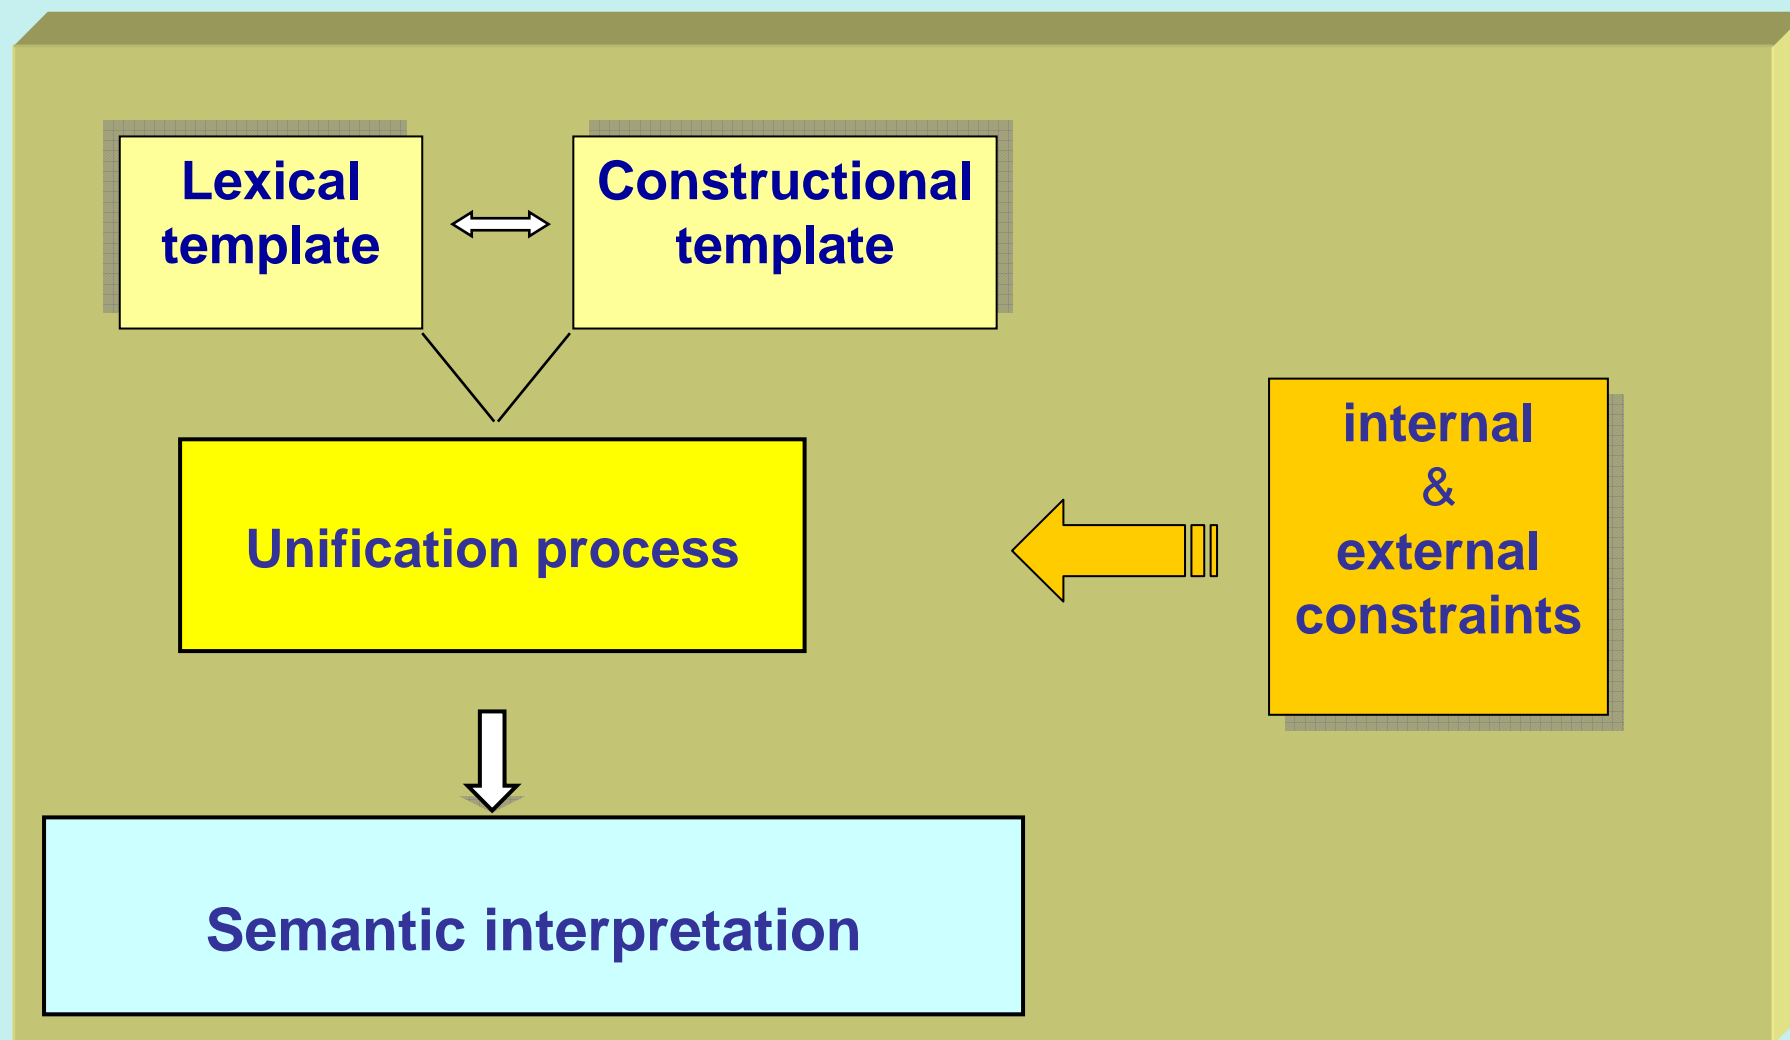 Lexical
template
Constructional
template
Unification process
internal
&
external
constraints
Semantic interpretation